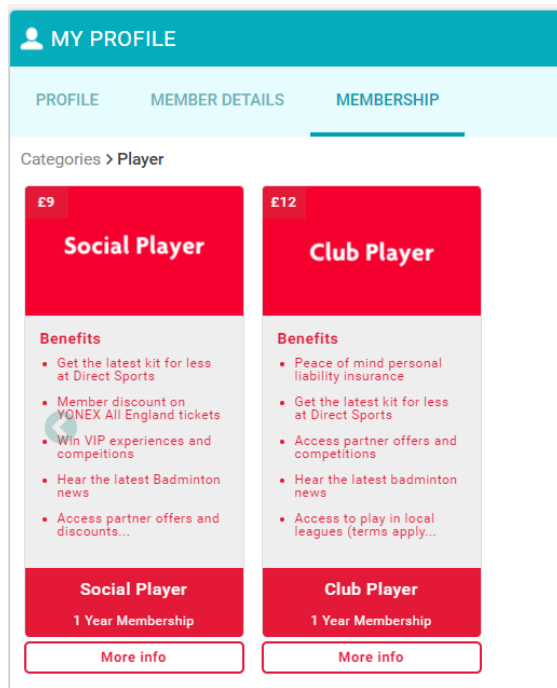 MY PROFILE
PROFILE MEMBER DETAILS MEMBERSHIP
Categories > Player
£9
Social Player
Benefits
• Get the latest kit for less
at Direct Sports
• Member discount on
YONEX All England tickets
• Win VIP experiences and
compeitions
• Hear the latest Badminton
news
• Access partner offers and
discounts...
Social Player
1 Year Membership
More info
£12
Club Player
Benefits
• Peace of mind personal
liability insurance
• Get the latest kit for less
at Direct Sports
• Access partner offers and
competitions
• Hear the latest badminton
news
• Access to play in local
leagues (terms apply...
Club Player
1 Year Membership
More info